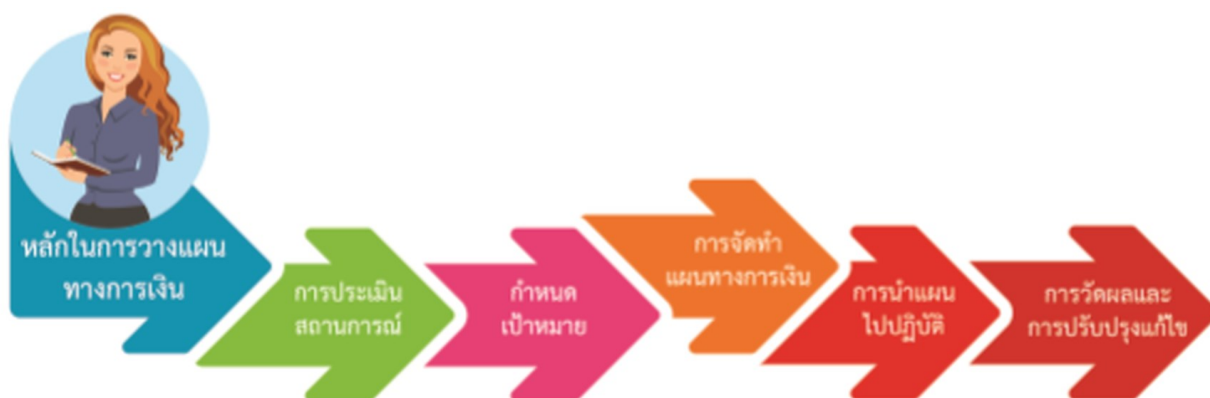 หลักในการวางแผน
ทางการเงิน
การประเมิน
สถานการณ์
กำหนด
เป้าหมาย
การจัดทำ
แผนทางการเงิน
การนำแผน
ไปปฏิบัติ
การวัดผลและ
การปรับปรุงแก้ไข